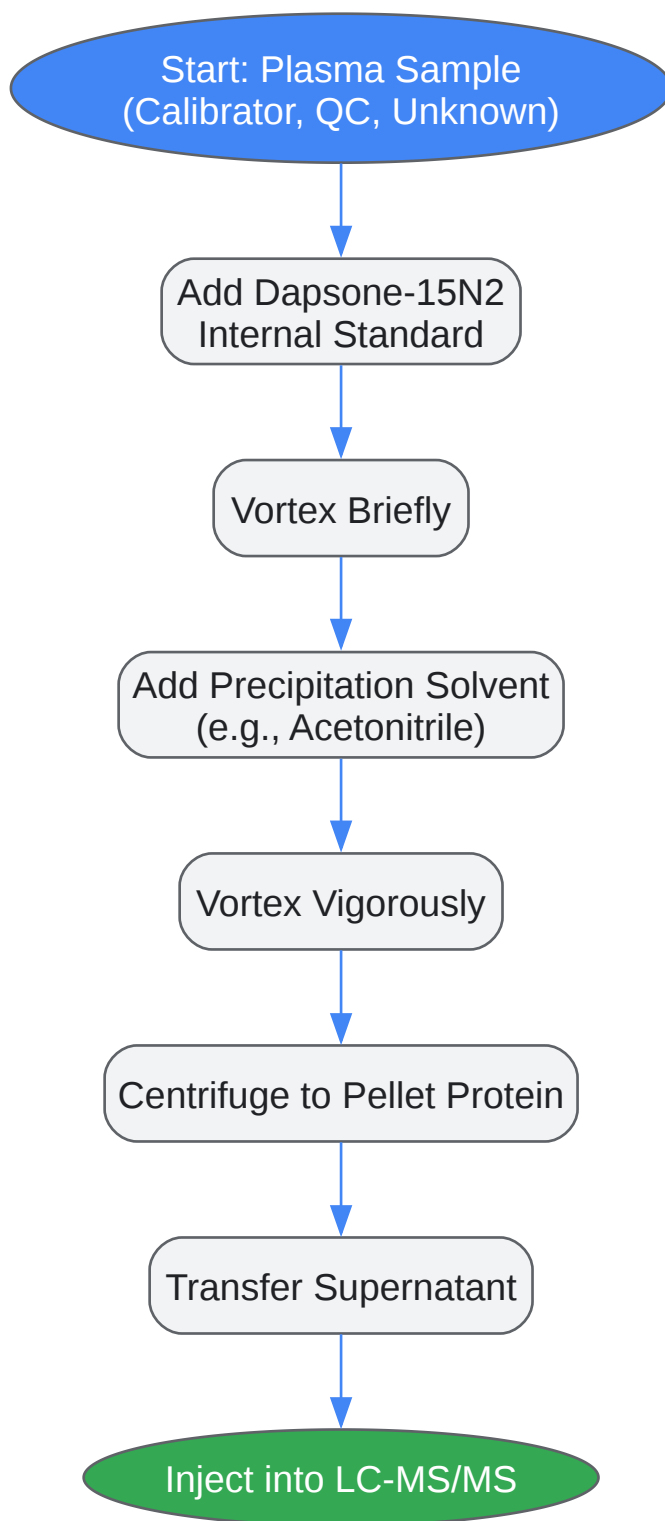 Start: Plasma Sample
(Calibrator, QC, Unknown)
Add Dapsone-15N2
Internal Standard
Vortex Briefly
Add Precipitation Solvent
(e.g., Acetonitrile)
Vortex Vigorously
Centrifuge to Pellet Protein
Transfer Supernatant
Inject into LC-MS/MS